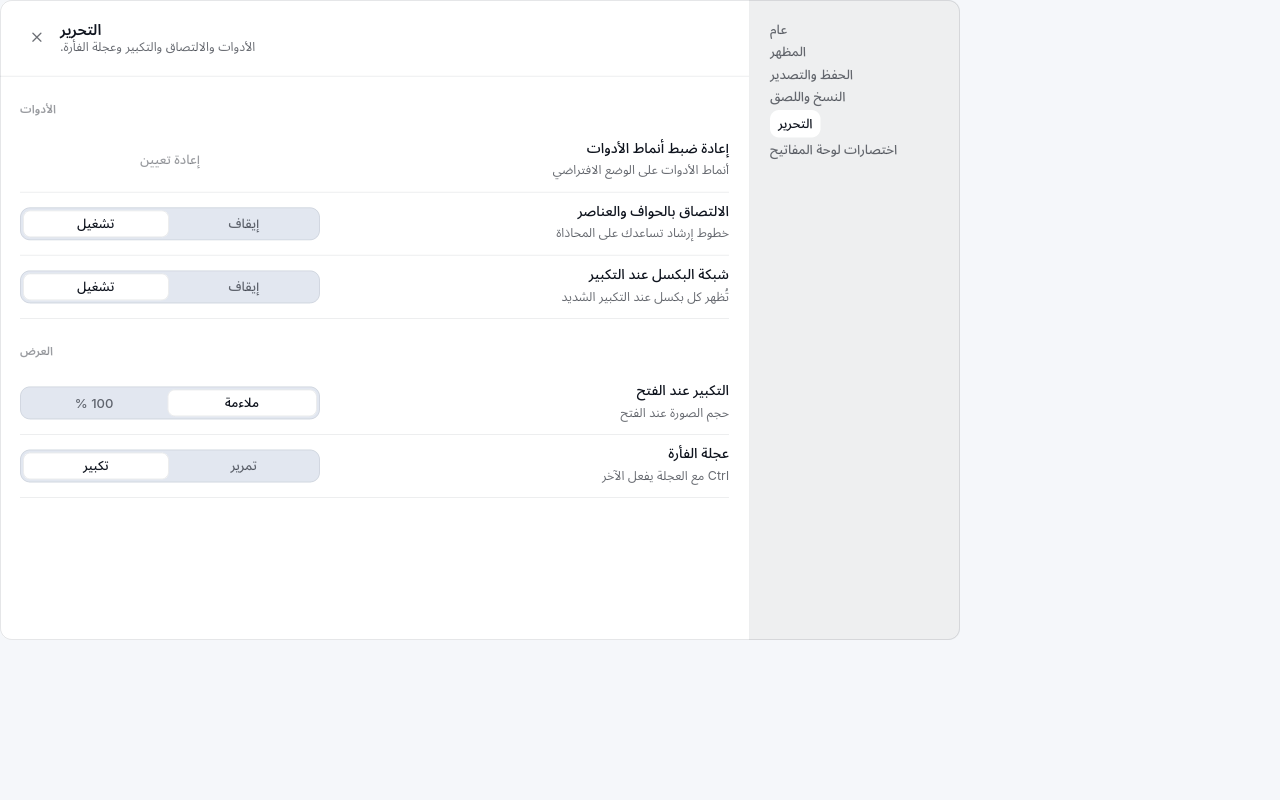 عام
المظهر
الحفظ والتصدير
النسخ واللصق
التحرير
اختصارات لوحة المفاتيح
التحرير
الأدوات والالتصاق والتكبير وعجلة الفأرة.
الأدوات
إعادة ضبط أنماط الأدوات
أنماط الأدوات على الوضع الافتراضي
إعادة تعيين
الالتصاق بالحواف والعناصر
خطوط إرشاد تساعدك على المحاذاة
إيقاف
تشغيل
شبكة البكسل عند التكبير
تُظهر كل بكسل عند التكبير الشديد
إيقاف
تشغيل
العرض
التكبير عند الفتح
حجم الصورة عند الفتح
ملاءمة
100 %
عجلة الفأرة
Ctrl مع العجلة يفعل الآخر
تمرير
تكبير